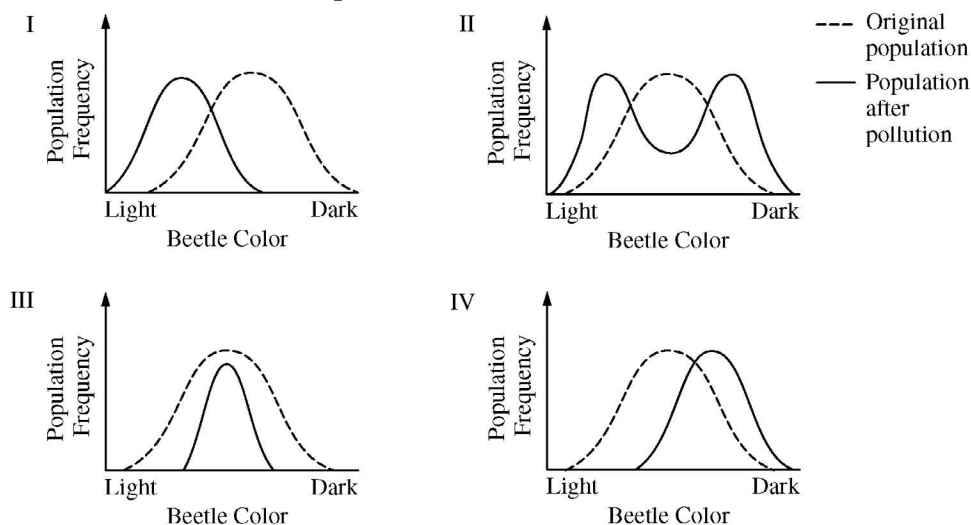 I
Population
Frequency
Light
Dark
Beetle Color
II
Population
Frequency
Light
Dark
Beetle Color
Original
population
Population
after
pollution
III
Population
Frequency
Light
Dark
Beetle Color
IV
Population
Frequency
Light
Dark
Beetle Color